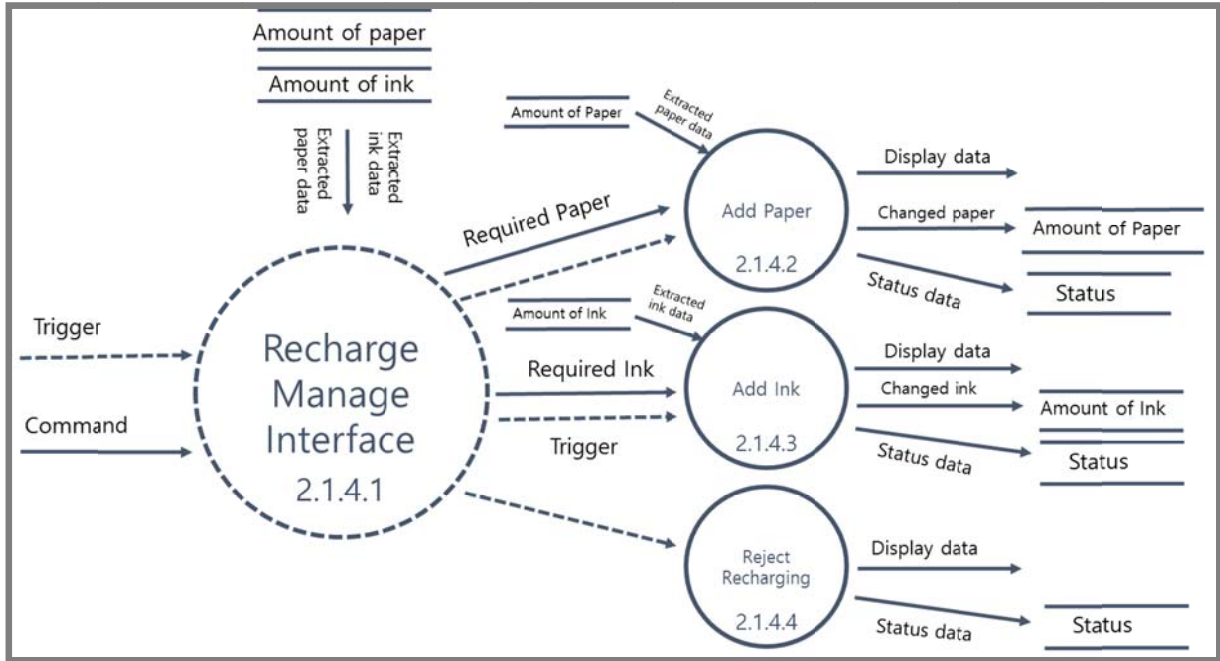 Amount of paper
Amount of ink
Extracted
paper data
Extracted
ink data
Trigger
Command
Recharge
Manage
Interface
2.1.4.1
Required Paper
Required Ink
Trigger
Amount of Paper
Extracted
paper data
Add Paper
2.1.4.2
Display data
Changed paper
Amount of Paper
Status data
Status
Amount of Ink
Extracted
ink data
Add Ink
2.1.4.3
Display data
Changed ink
Amount of Ink
Status data
Status
Reject
Recharging
2.1.4.4
Display data
Status data
Status